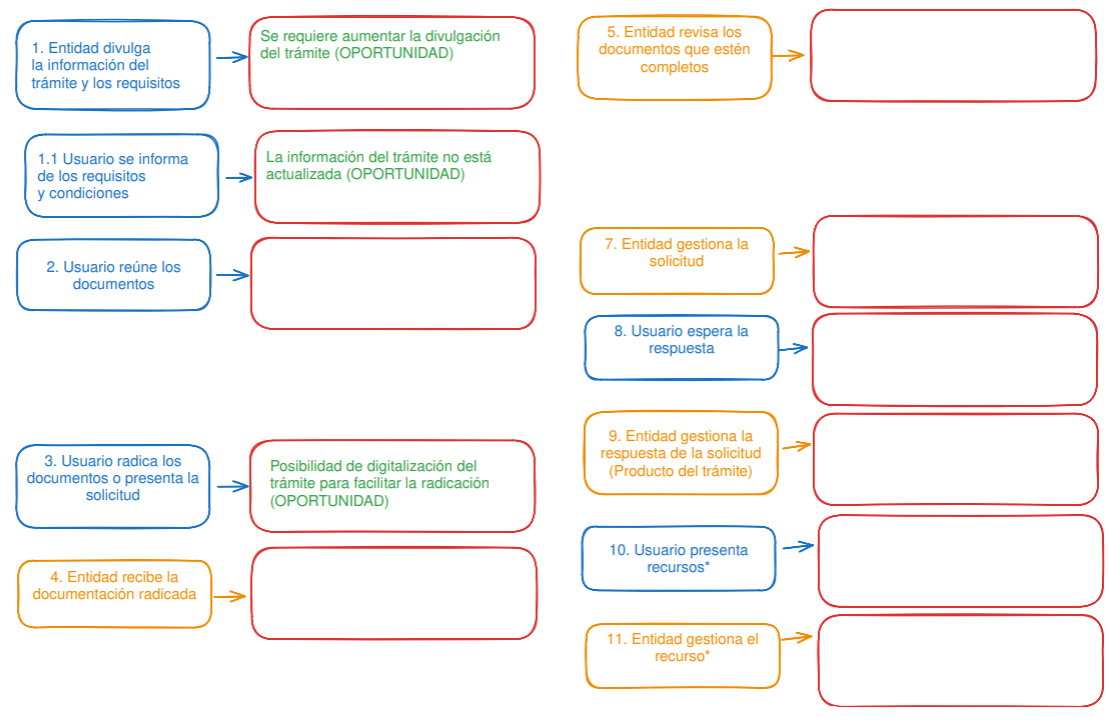 1. Entidad divulga
la información del
trámite y los requisitos
Se requiere aumentar la divulgación
del trámite (OPORTUNIDAD)
1.1 Usuario se informa
de los requisitos
y condiciones
La información del trámite no está
actualizada (OPORTUNIDAD)
2. Usuario reúne los
documentos
3. Usuario radica los
documentos o presenta la
solicitud
Posibilidad de digitalización del
trámite para facilitar la radicación
(OPORTUNIDAD)
4. Entidad recibe la
documentación radicada
5. Entidad revisa los
documentos que estén
completos
7. Entidad gestiona la
solicitud
8. Usuario espera la
respuesta
9. Entidad gestiona la
respuesta de la solicitud
(Producto del trámite)
10. Usuario presenta
recursos*
11. Entidad gestiona el
recurso*